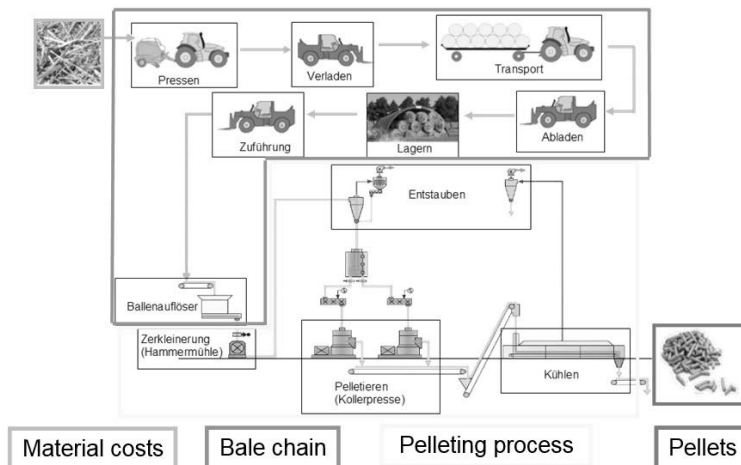 Pressen
Verladen
Transport
Zuführung
Lagern
Abladen
Entstauben
Ballenauflöser
Zerkleinerung
(Hammermühle)
Pelletieren
(Kollerpresse)
Kühlen
Material costs
Bale chain
Pelleting process
Pellets